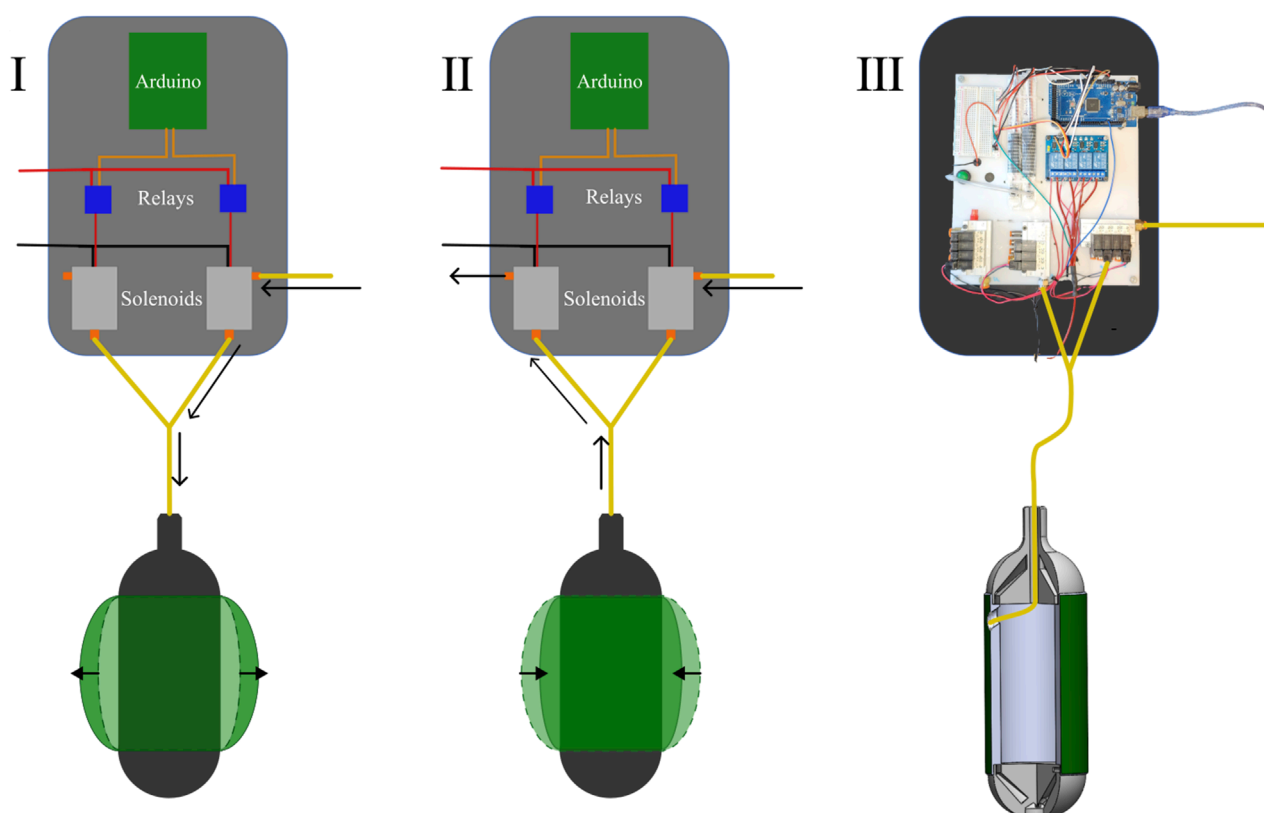 I
Arduino
Relays
Solenoids
II
Arduino
Relays
Solenoids
III